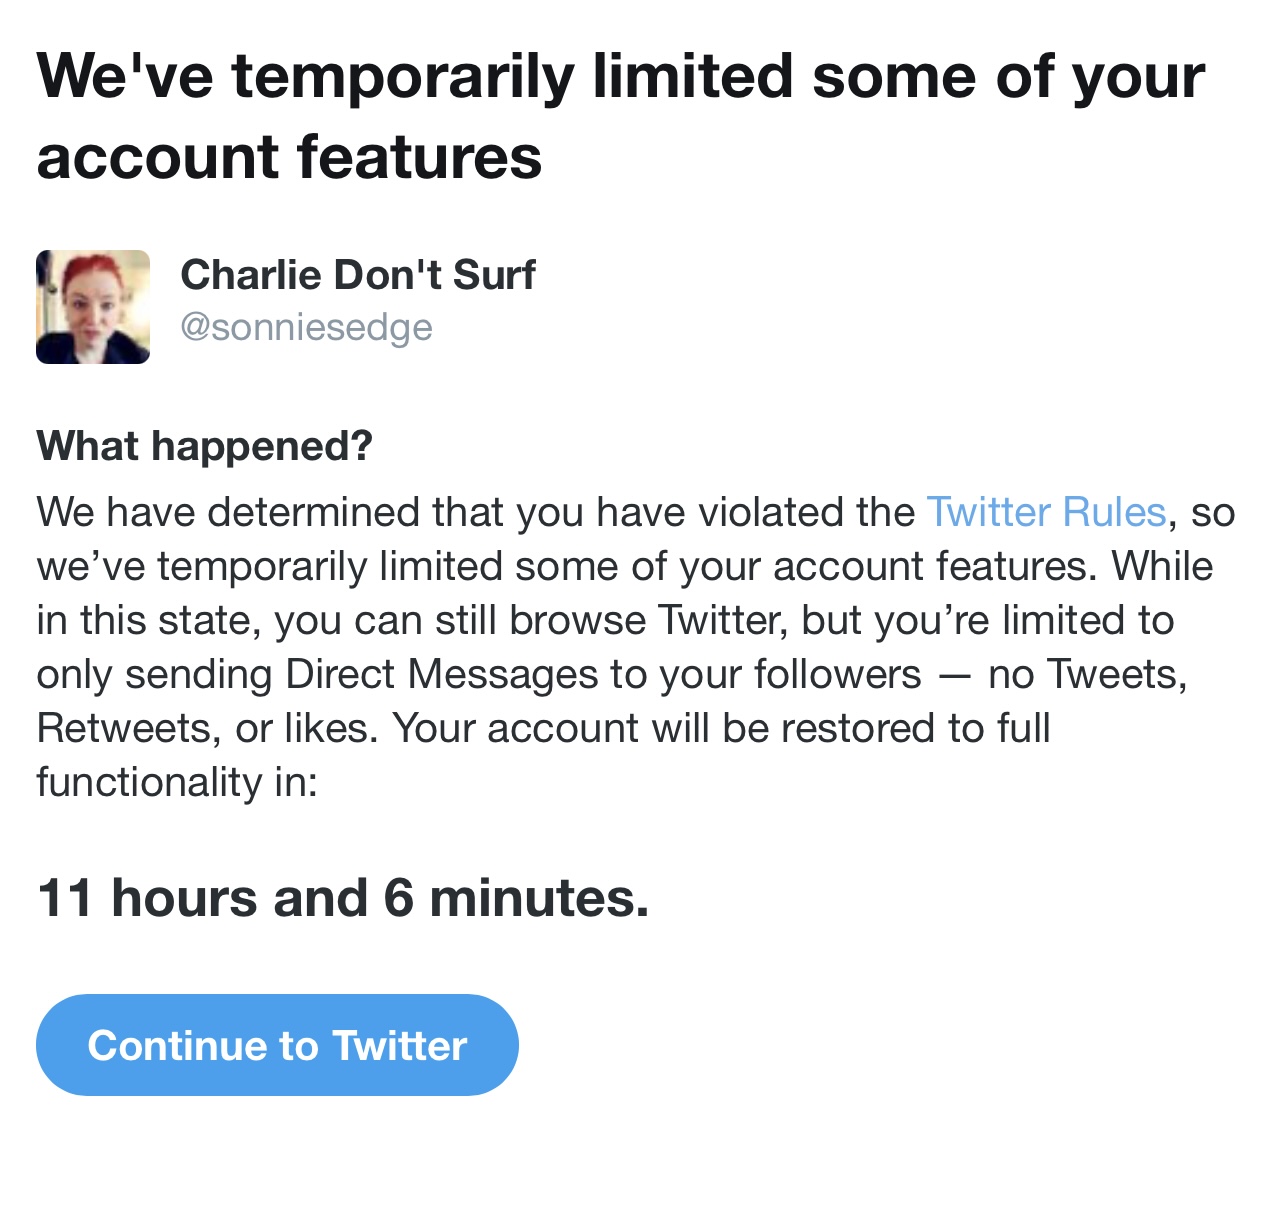 We've temporarily limited some of your
account features
Charlie Don't Surf
@sonniesedge
What happened?
We have determined that you have violated the Twitter Rules, so
we’ve temporarily limited some of your account features. While
in this state, you can still browse Twitter, but you’re limited to
only sending Direct Messages to your followers — no Tweets,
Retweets, or likes. Your account will be restored to full
functionality in:
11 hours and 6 minutes.
Continue to Twitter